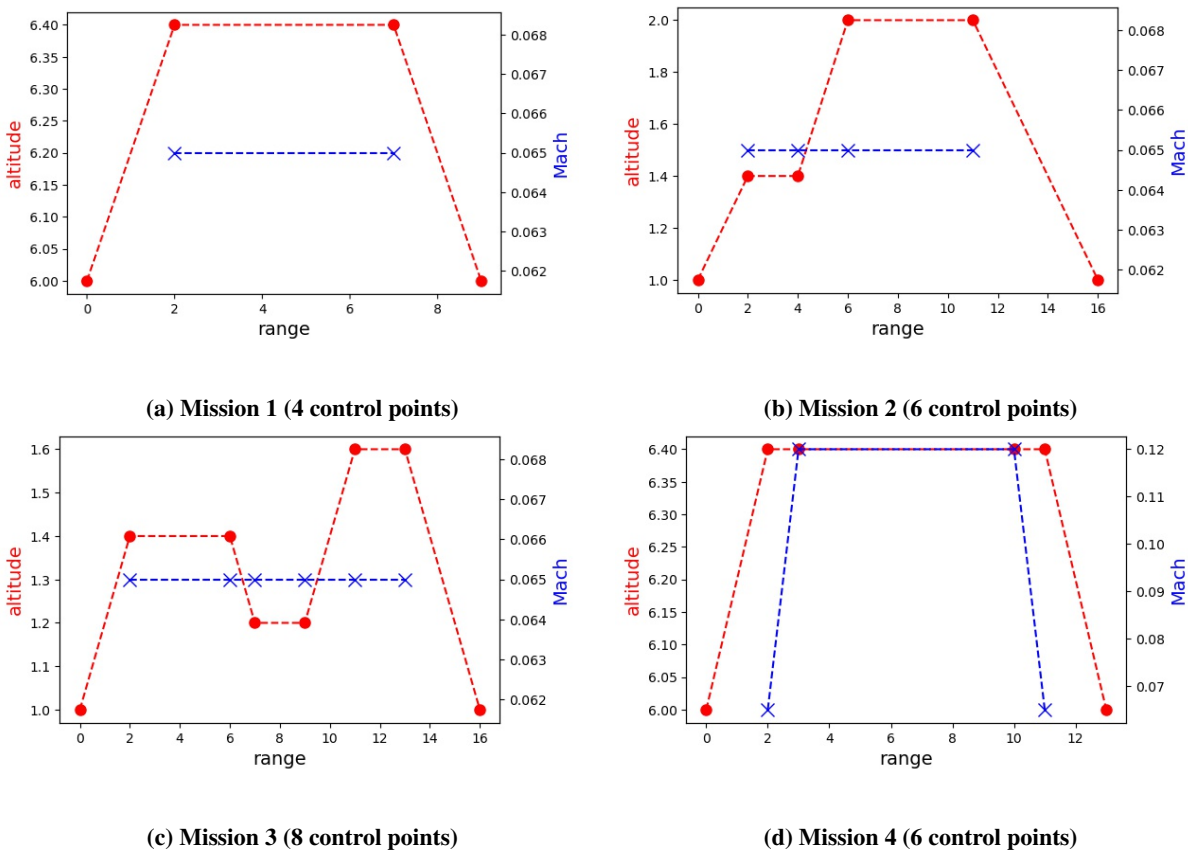 6.40
6.35
6.30
6.25
6.20
6.15
6.10
6.05
6.00
altitude
0.068
0.067
0.066
0.065
0.064
0.063
0.062
Mach
0 2 4 6 8
range
(a) Mission 1 (4 control points)
2.0
1.8
1.6
1.4
1.2
1.0
altitude
0.068
0.067
0.066
0.065
0.064
0.063
0.062
Mach
0 2 4 6 8 10 12 14 16
range
(b) Mission 2 (6 control points)
1.6
1.5
1.4
1.3
1.2
1.1
1.0
altitude
0.068
0.067
0.066
0.065
0.064
0.063
0.062
Mach
0 2 4 6 8 10 12 14 16
range
(c) Mission 3 (8 control points)
6.40
6.35
6.30
6.25
6.20
6.15
6.10
6.05
6.00
altitude
0.12
0.11
0.10
0.09
0.08
0.07
Mach
0 2 4 6 8 10 12
range
(d) Mission 4 (6 control points)